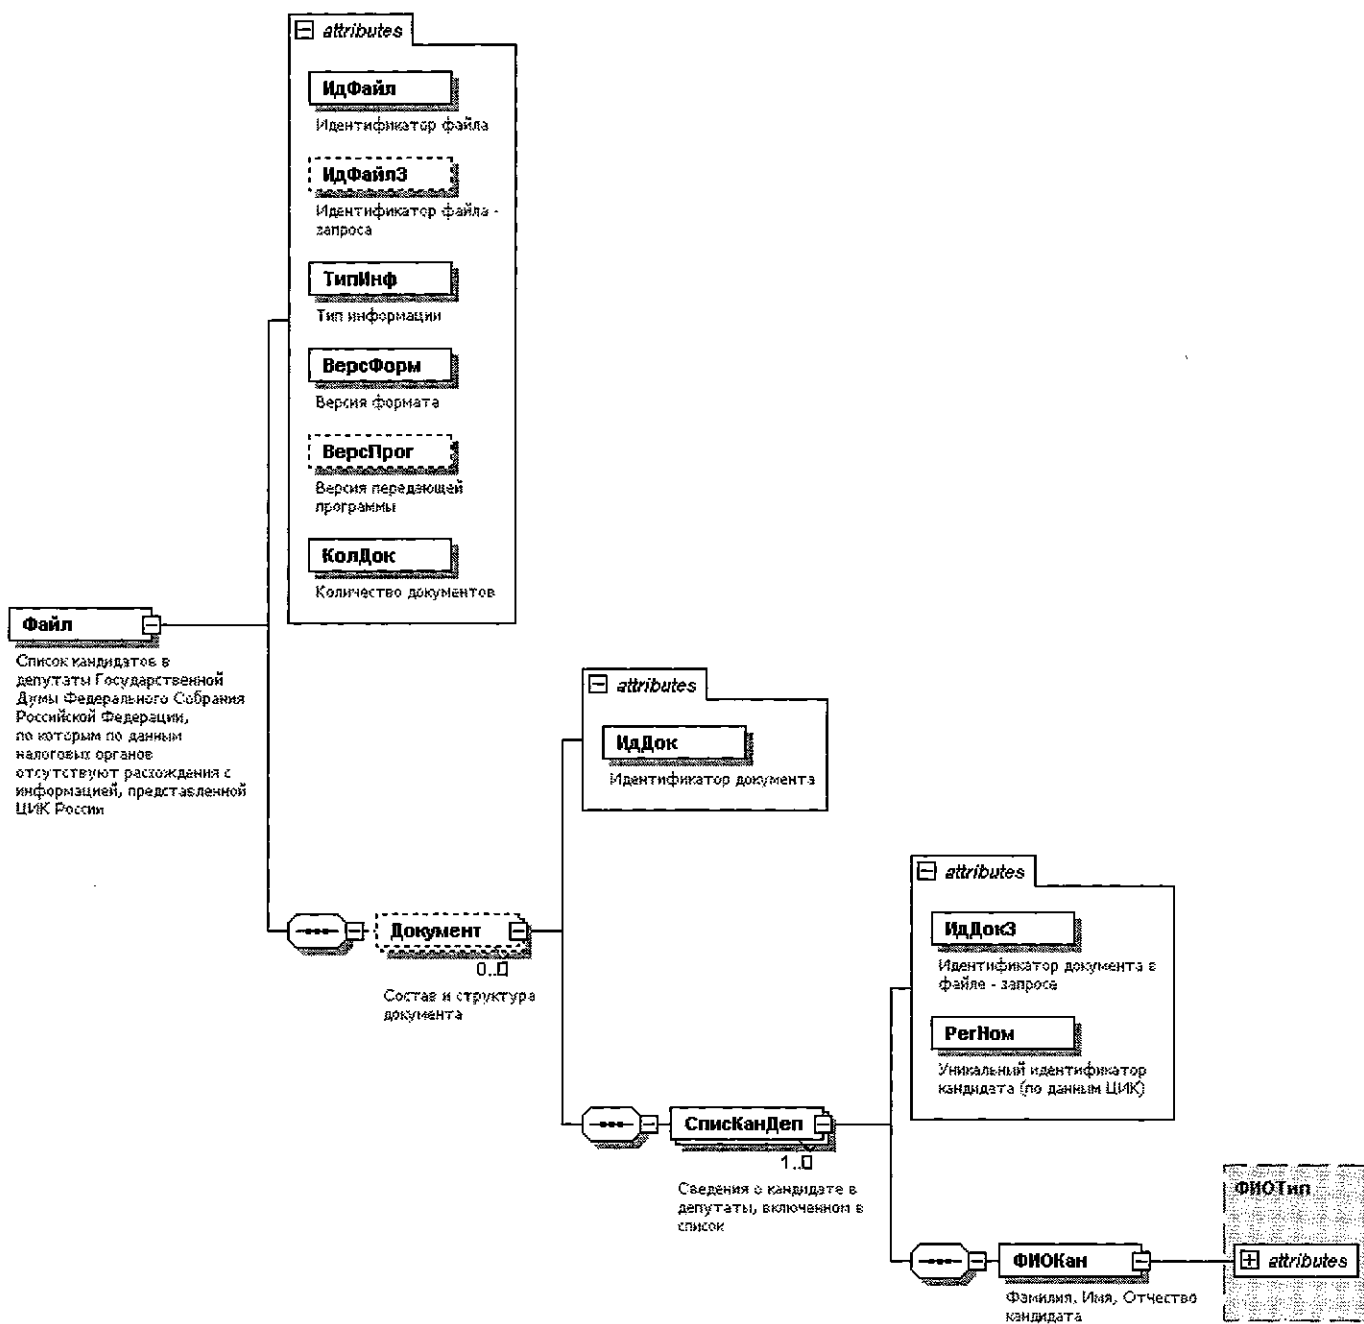 attributes
ИдФайл
Идентификатор файла
ИдФайлЗ
Идентификатор файла -
запроса
ТипИнф
Тип информации
ВерсФорм
Версия формата
ВерсПрог
Версия передающей
программы
КолДок
Количество документов
Файл
Список кандидатов в
депутаты Государственной
Думы Федерального Собрания
Российской Федерации,
по которым по данным
налоговых органов
отсутствуют расхождения с
информацией, представленной
ЦИК России
attributes
ИдДок
Идентификатор документа
Документ
0..
Состав и структура
документа
attributes
ИдДокЗ
Идентификатор документа в
файле - запросе
РегНом
Уникальный идентификатор
кандидата (по данным ЦИК)
СписКанДеп
1..
Сведения о кандидате в
депутаты, включенном в
список
ФИОТип
ФИОКан
attributes
Фамилия, Имя, Отчество
кандидата